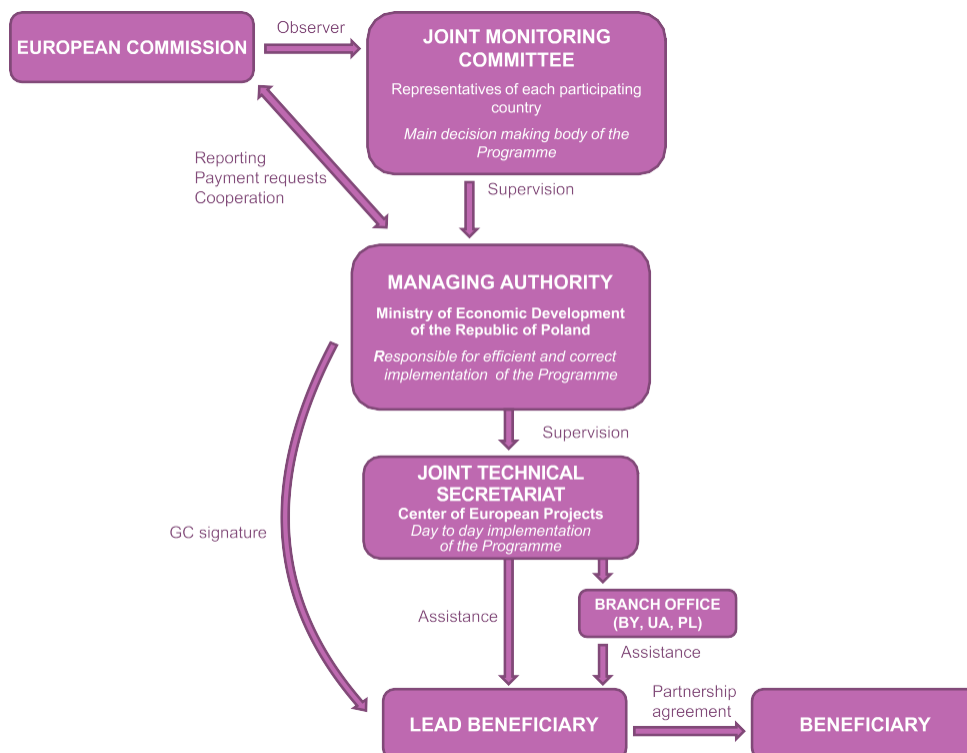 EUROPEAN COMMISSION
Observer
JOINT MONITORING
COMMITTEE
Representatives of each participating
country
Main decision making body of the
Programme
Reporting
Payment requests
Cooperation
Supervision
MANAGING AUTHORITY
Ministry of Economic Development
of the Republic of Poland
Responsible for efficient and correct
implementation of the Programme
Supervision
JOINT TECHNICAL
SECRETARIAT
Center of European Projects
Day to day implementation
of the Programme
GC signature
Assistance
BRANCH OFFICE
(BY, UA, PL)
Assistance
LEAD BENEFICIARY
Partnership
agreement
BENEFICIARY